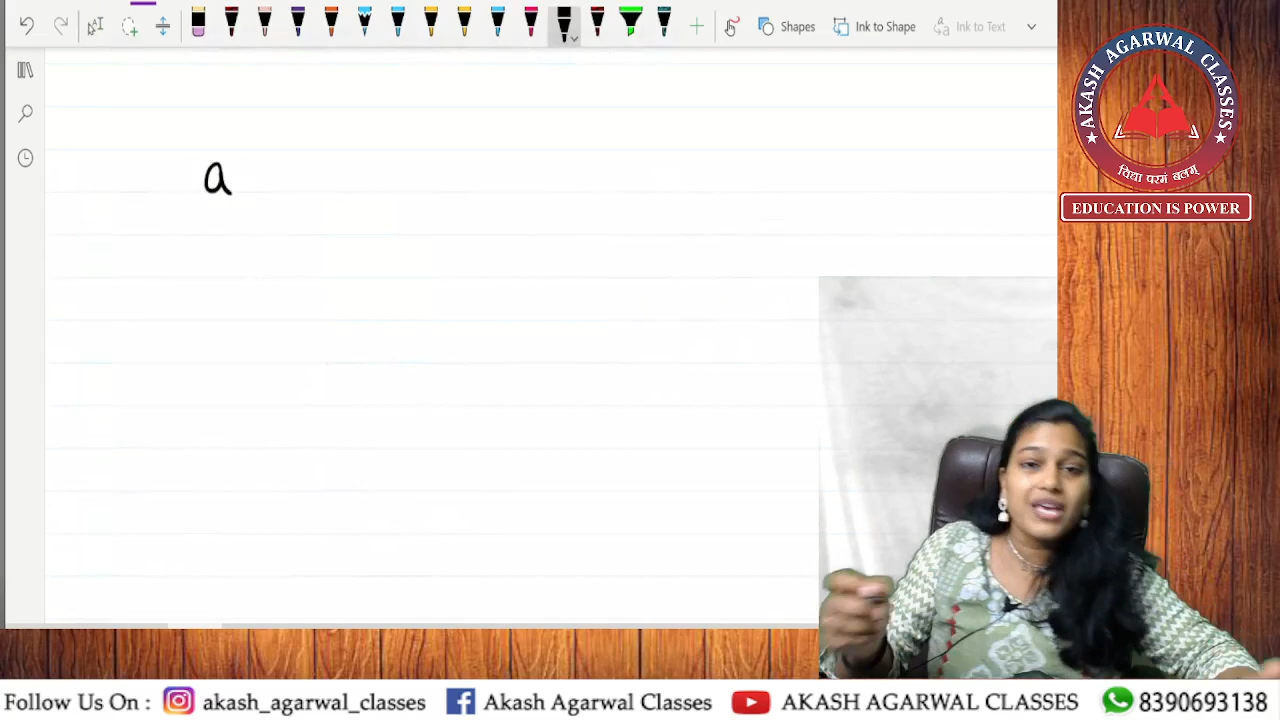 Shapes
Ink to Shape
Ink to Text
AKASH AGARWAL CLASSES
विद्या परमं बलम्
EDUCATION IS POWER
a
Follow Us On : akash_agarwal_classes Akash Agarwal Classes AKASH AGARWAL CLASSES 8390693138